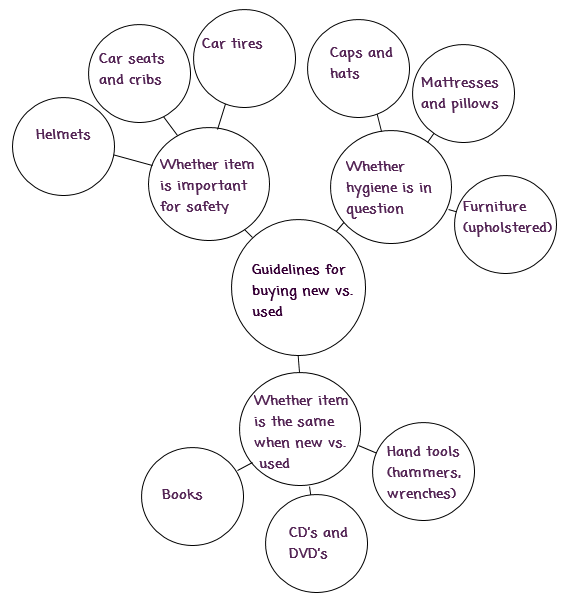 Car tires
Car seats
and cribs
Helmets
Whether item
is important
for safety
Caps and
hats
Mattresses
and pillows
Whether
hygiene is in
question
Furniture
(upholstered)
Guidelines for
buying new vs.
used
Whether item
is the same
when new vs.
used
Hand tools
(hammers,
wrenches)
Books
CD's and
DVD's